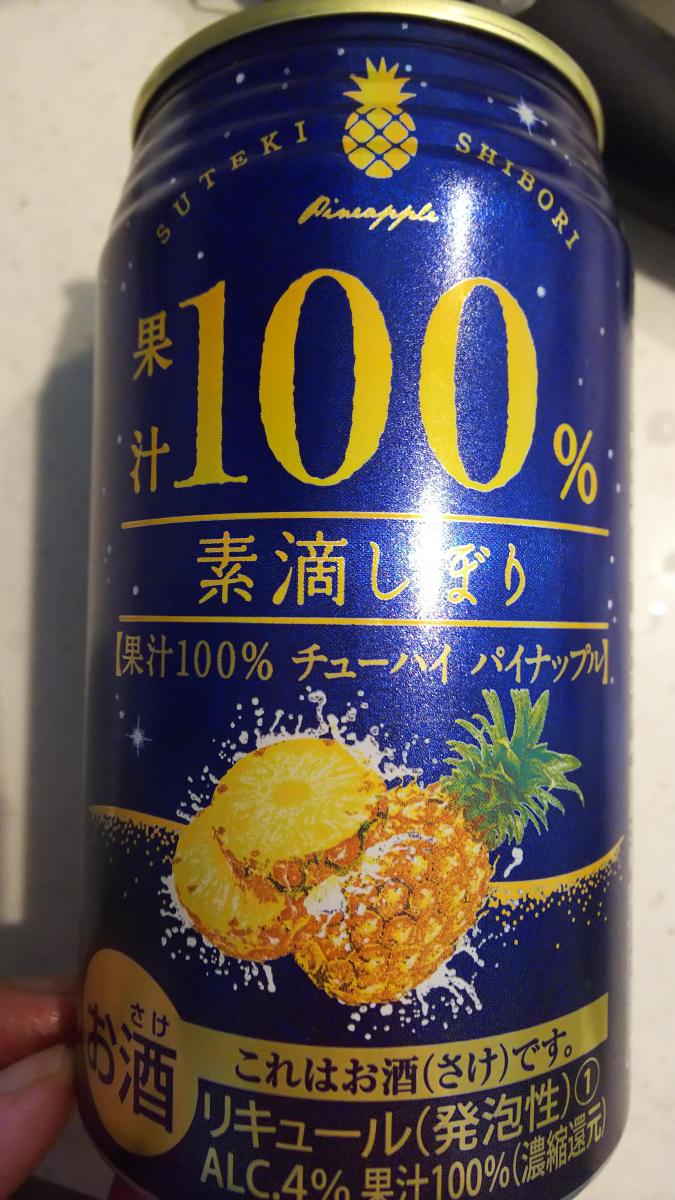 SUTEKI SHIBORI
Pineapple
果汁100%
素滴しぼり
【果汁100% チューハイ パイナップル】
さけ
お酒
これはお酒(さけ)です。
リキュール(発泡性)①
ALC.4% 果汁100%(濃縮還元)